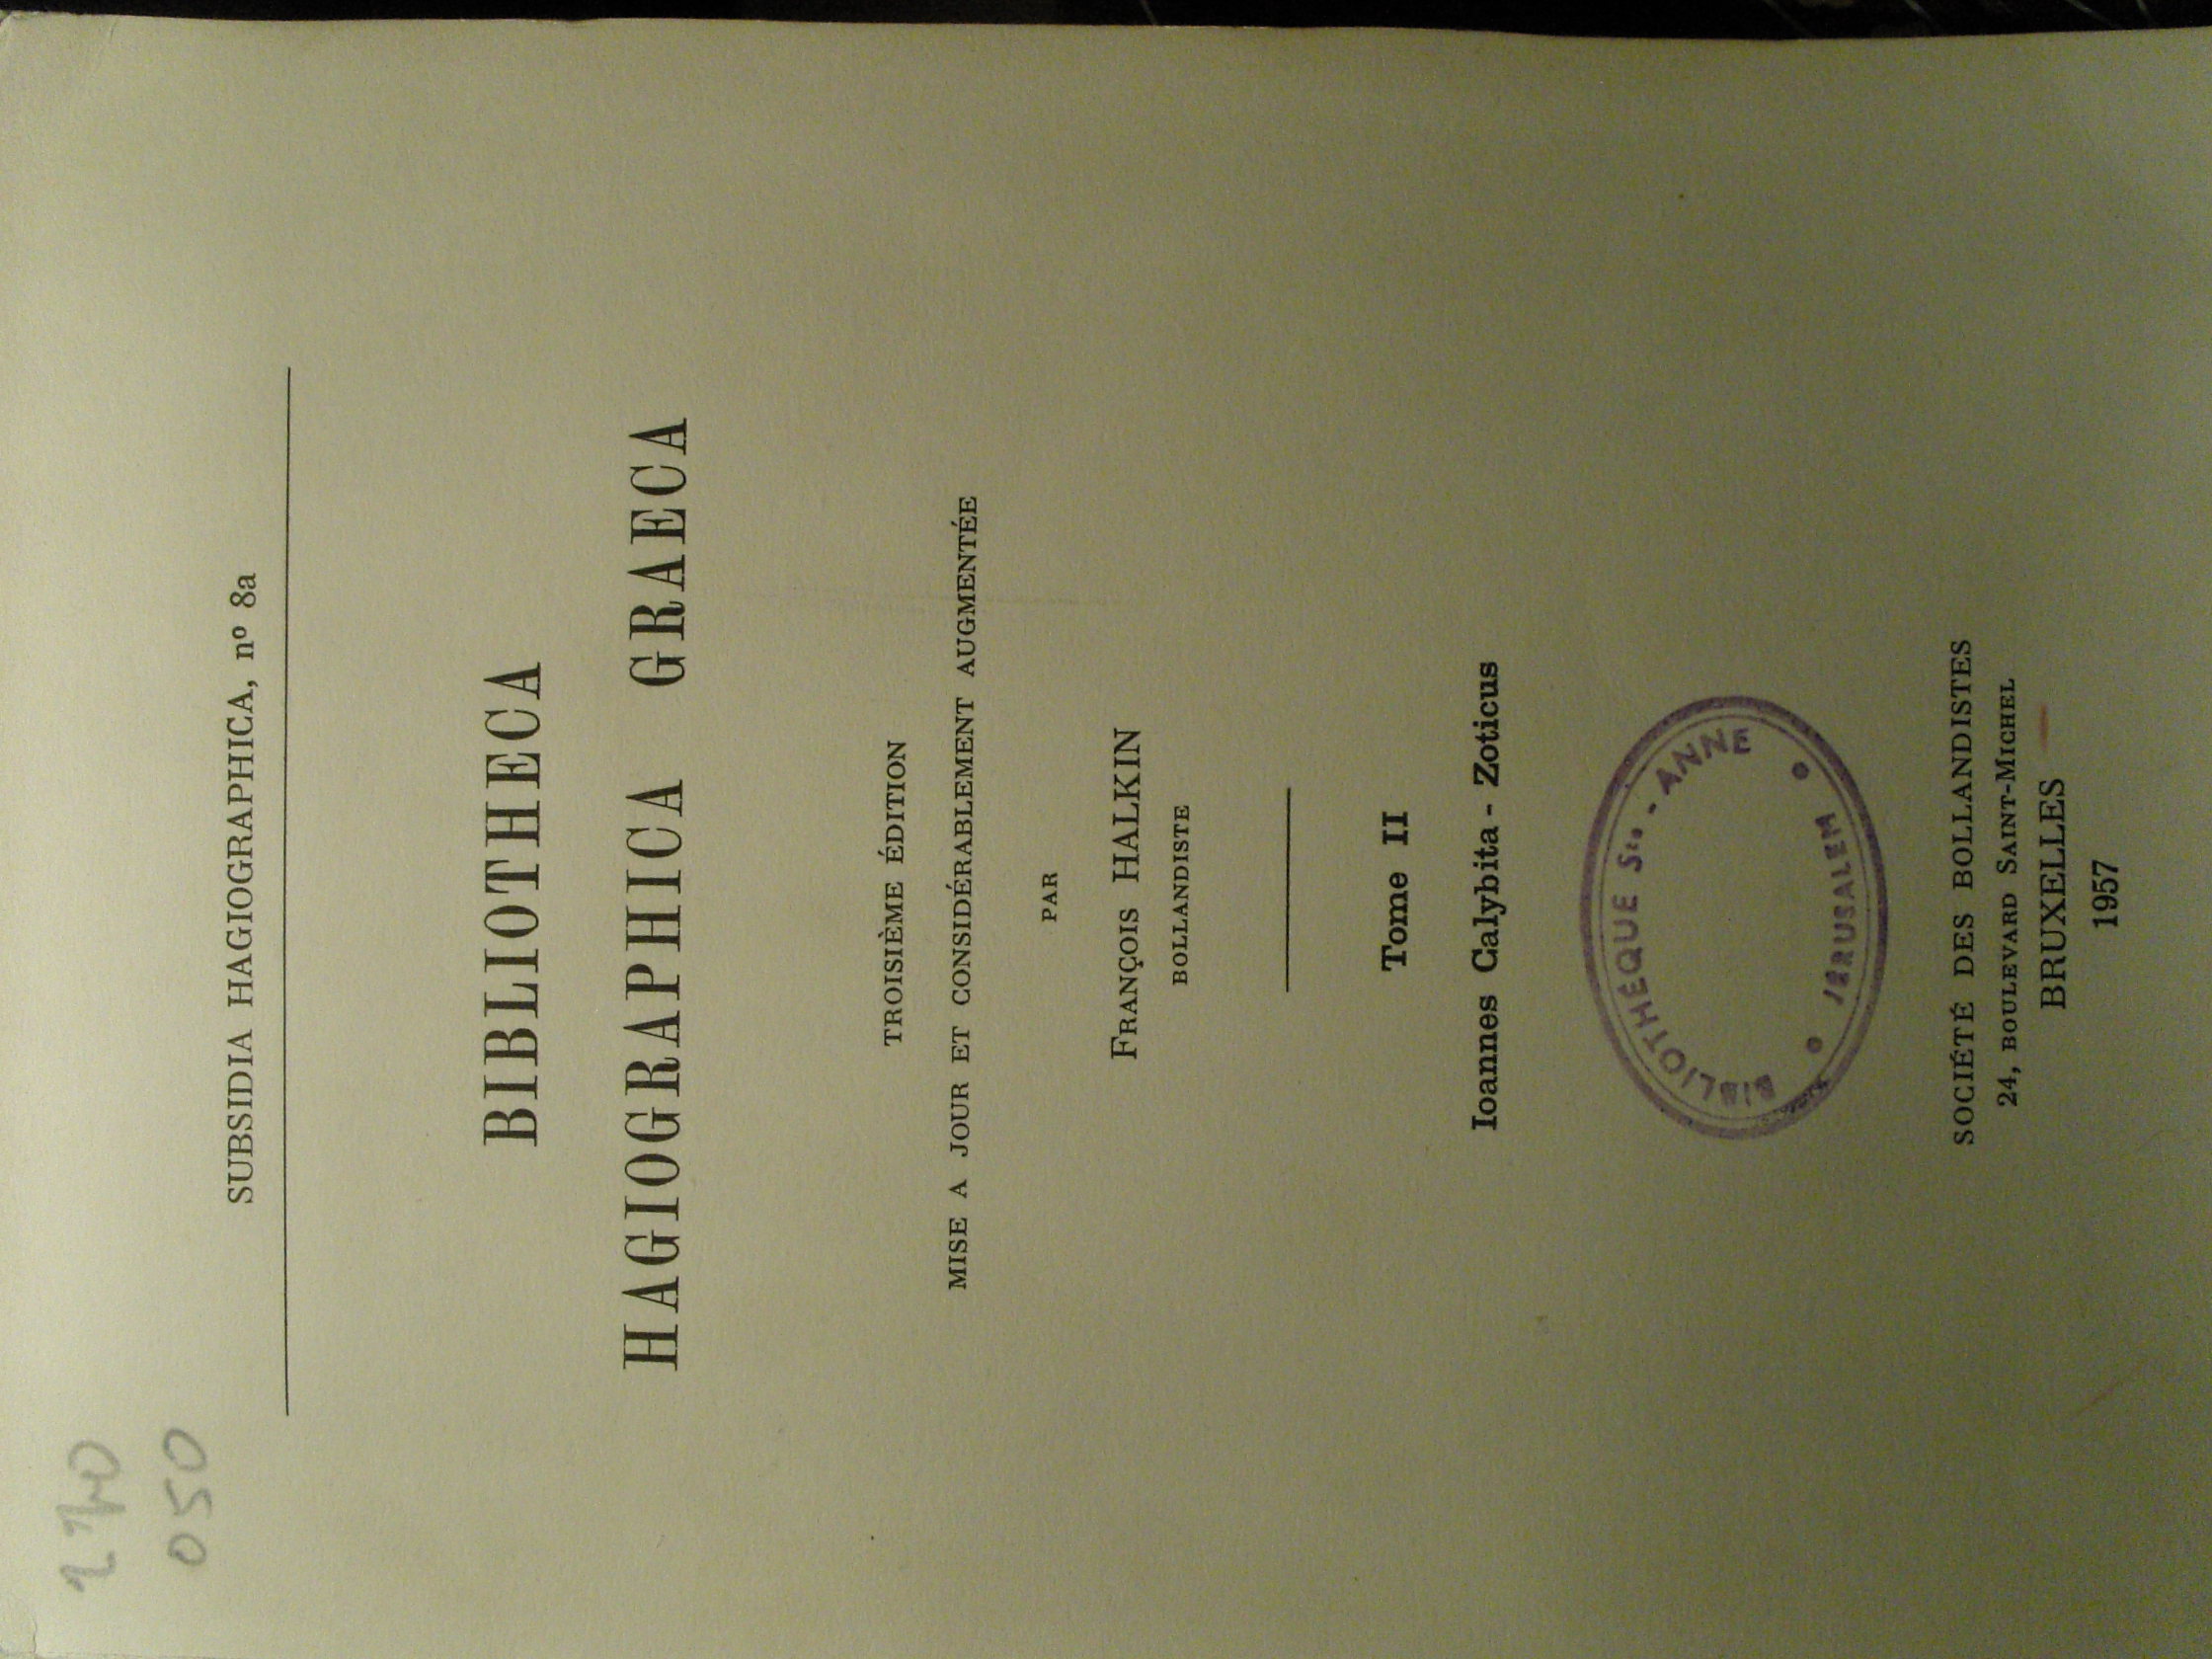 270
050
SUBSIDIA HAGIOGRAPHICA, nº 8a
BIBLIOTHECA
HAGIOGRAPHICA GRAECA
TROISIÈME ÉDITION
MISE A JOUR ET CONSIDÉRABLEMENT AUGMENTÉE
PAR
FRANÇOIS HALKIN
BOLLANDISTE
Tome II
Ioannes Calybita - Zoticus
BIBLIOTHÈQUE Ste - ANNE
JÉRUSALEM
SOCIÉTÉ DES BOLLANDISTES
24, BOULEVARD SAINT-MICHEL
BRUXELLES
1957